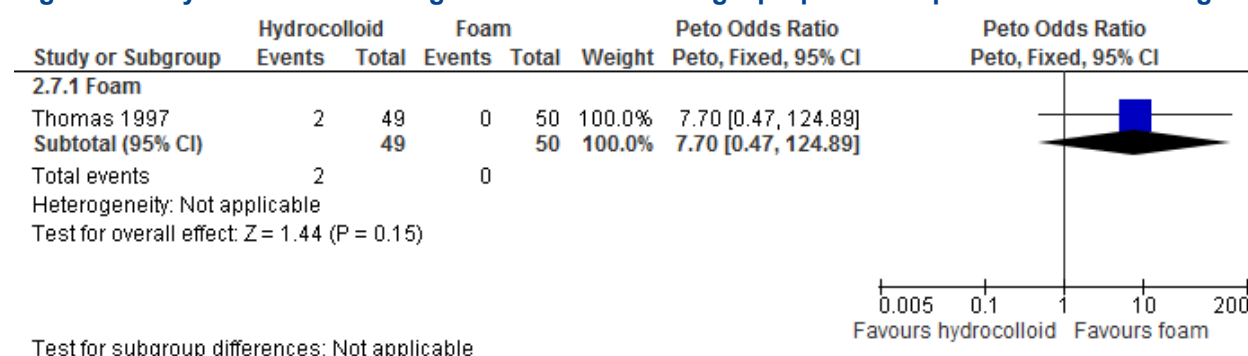 Hydrocolloid Foam Peto Odds Ratio Peto Odds Ratio
Study or Subgroup Events Total Events Total Weight Peto, Fixed, 95% CI Peto, Fixed, 95% CI
2.7.1 Foam
Thomas 1997 2 49 0 50 100.0% 7.70 [0.47, 124.89]
Subtotal (95% CI) 49 50 100.0% 7.70 [0.47, 124.89]
Total events 2 0
Heterogeneity: Not applicable
Test for overall effect: Z = 1.44 (P = 0.15)
0.005 0.1 1 10 200
Favours hydrocolloid Favours foam
Test for subgroup differences: Not applicable